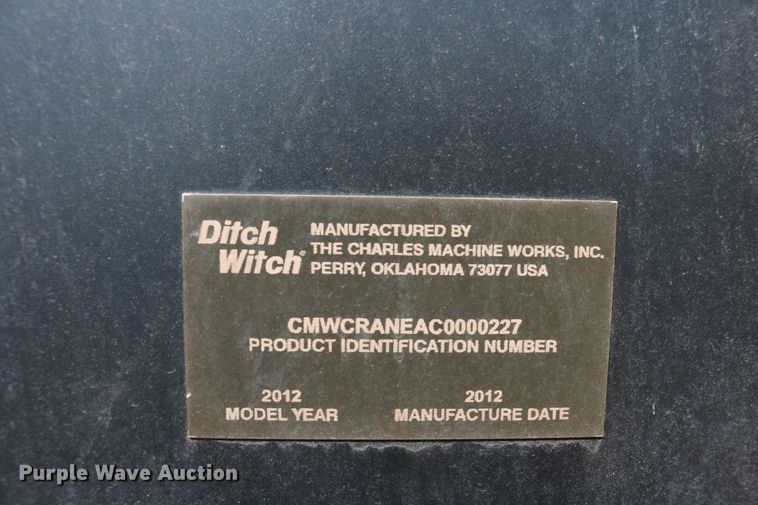 Ditch Witch®
MANUFACTURED BY
THE CHARLES MACHINE WORKS, INC.
PERRY, OKLAHOMA 73077 USA
CMWCRANEAC0000227
PRODUCT IDENTIFICATION NUMBER
2012
MODEL YEAR
2012
MANUFACTURE DATE
Purple Wave Auction